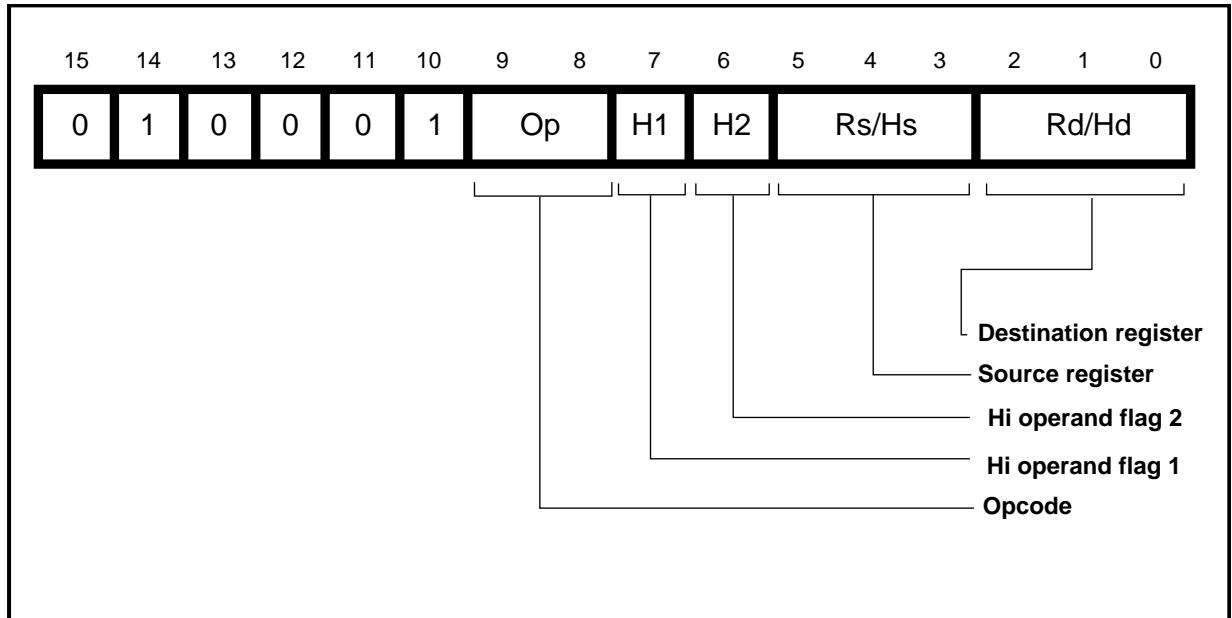 15 14 13 12 11 10 9 8 7 6 5 4 3 2 1 0
0 1 0 0 0 1 Op H1 H2 Rs/Hs Rd/Hd
Destination register
Source register
Hi operand flag 2
Hi operand flag 1
Opcode